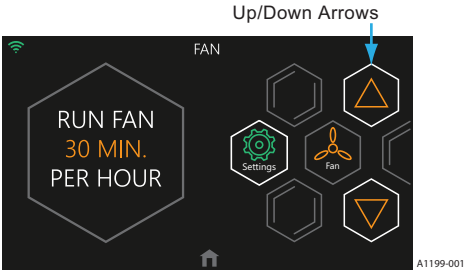 Up/Down Arrows
FAN
RUN FAN
30 MIN.
PER HOUR
Settings
Fan
A1199-001